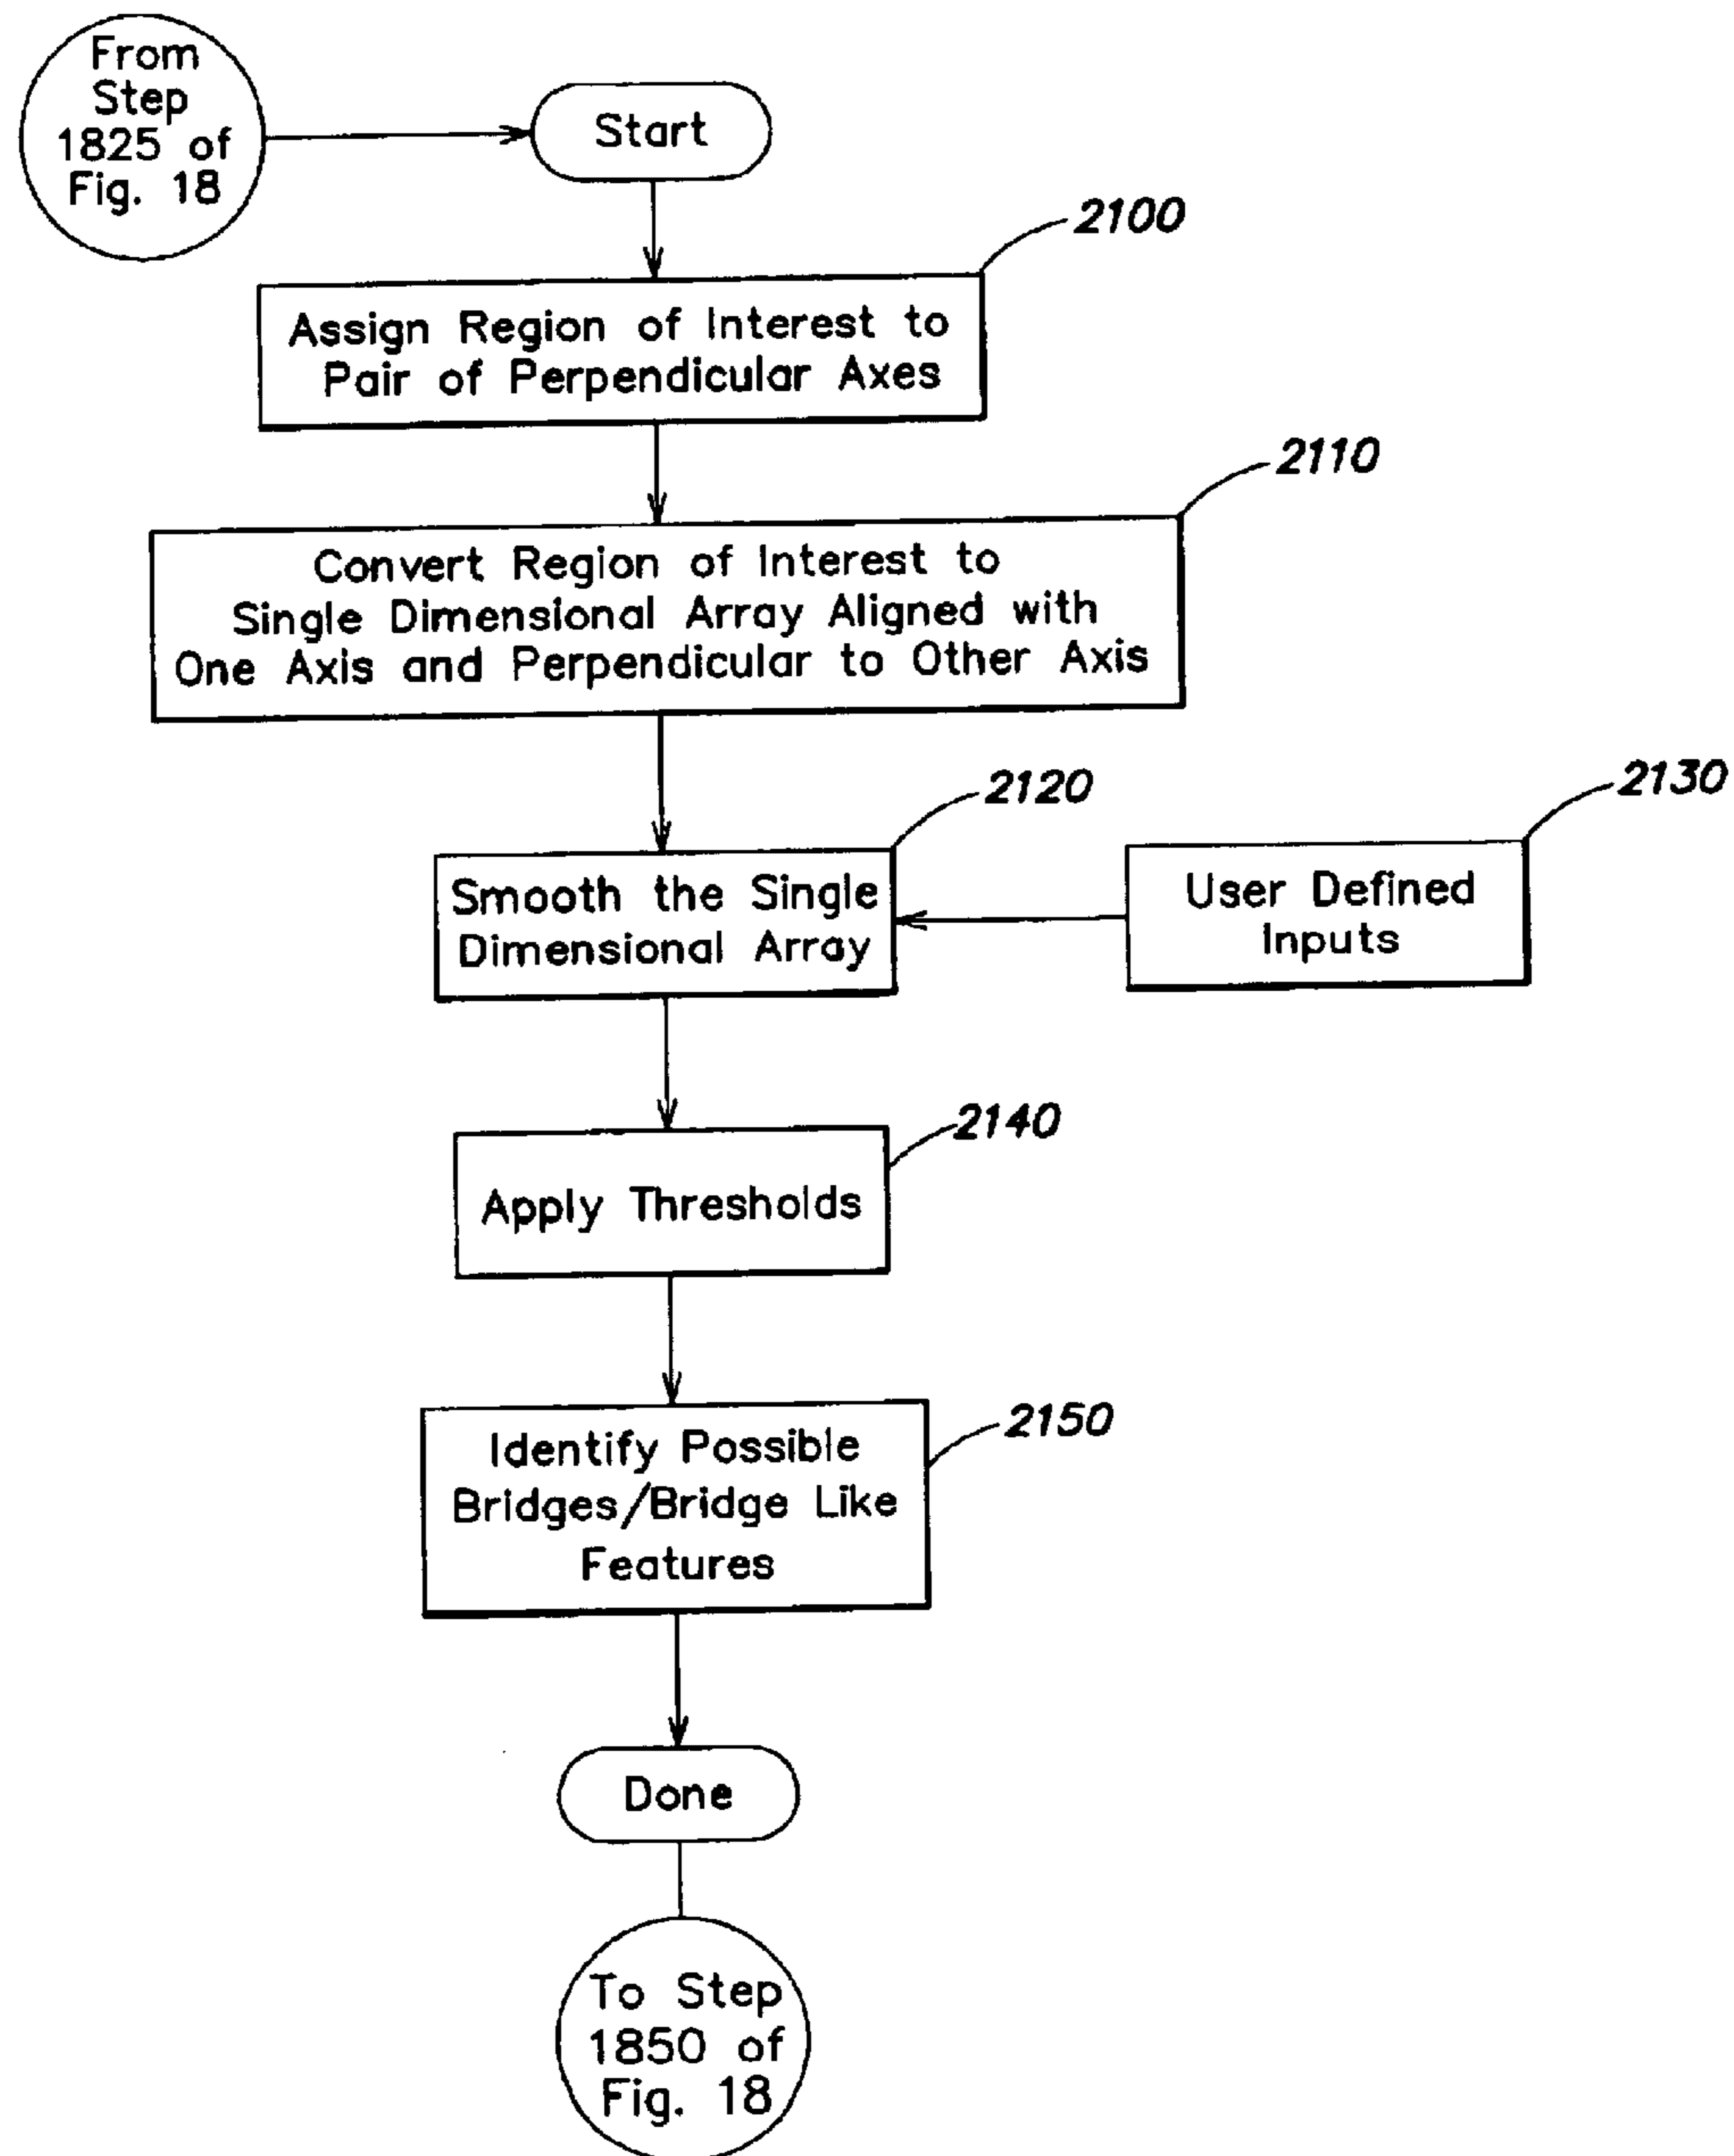 From
Step
1825 of
Fig. 18
Start
2100
Assign Region of Interest to
Pair of Perpendicular Axes
2110
Convert Region of Interest to
Single Dimensional Array Aligned with
One Axis and Perpendicular to Other Axis
2120
Smooth the Single
Dimensional Array
2130
User Defined
Inputs
2140
Apply Thresholds
2150
Identify Possible
Bridges/Bridge Like
Features
Done
To Step
1850 of
Fig. 18